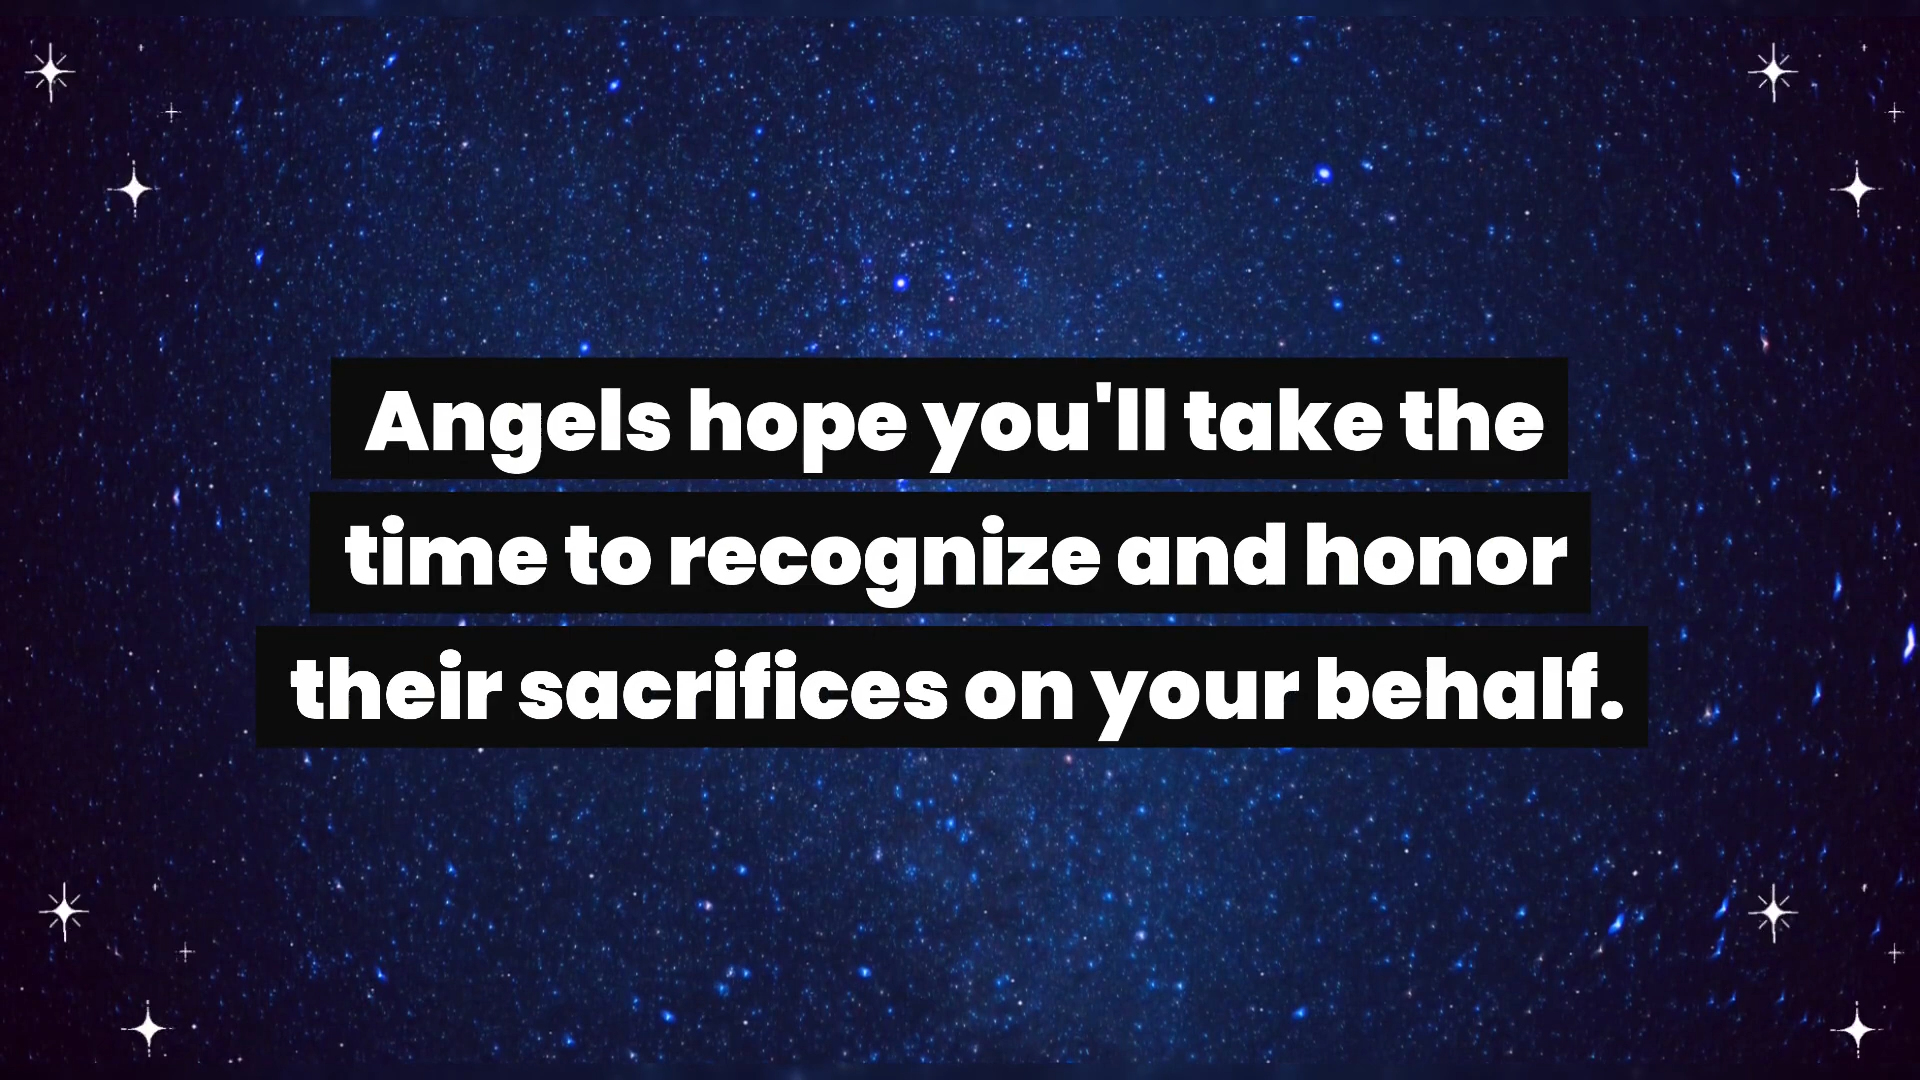 Angels hope you'll take the
time to recognize and honor
their sacrifices on your behalf.